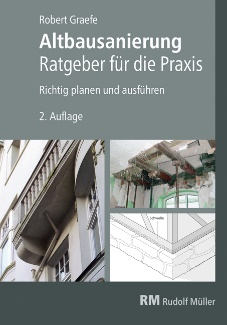 Robert Graefe
Altbausanierung
Ratgeber für die Praxis
Richtig planen und ausführen
2. Auflage
RM Rudolf Müller